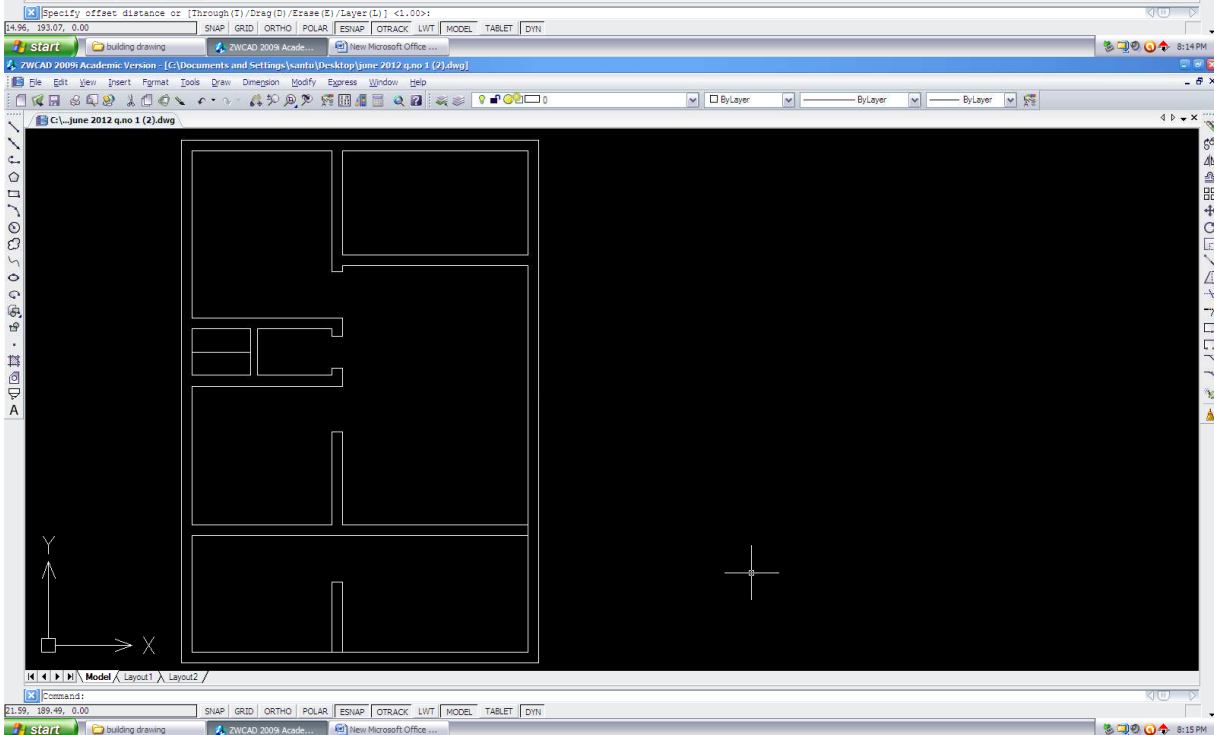 Specify offset distance or [Through(T)/Drag(D)/Erase(E)/Layer(L)] <1.00>:
14.96, 193.07, 0.00 SNAP GRID ORTHO POLAR ESNAP OTRACK LWT MODEL TABLET DYN
start building drawing ZWCAD 2009i Acade... New Microsoft Office ... 8:14 PM
ZWCAD 2009i Academic Version - [C:\Documents and Settings\santu\Desktop\june 2012 q.no 1 (2).dwg]
File Edit View Insert Format Tools Draw Dimension Modify Express Window Help
0 ByLayer ByLayer ByLayer
C:\...june 2012 q.no 1 (2).dwg
A
Y
X
Model Layout1 Layout2
Command:
21.59, 189.49, 0.00 SNAP GRID ORTHO POLAR ESNAP OTRACK LWT MODEL TABLET DYN
start building drawing ZWCAD 2009i Acade... New Microsoft Office ... 8:15 PM